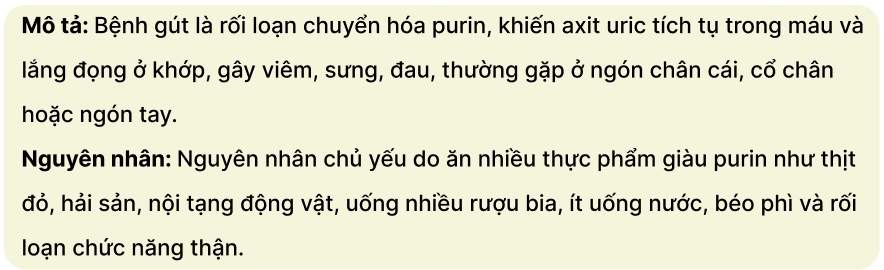 Mô tả: Bệnh gút là rối loạn chuyển hóa purin, khiến axit uric tích tụ trong máu và
lắng đọng ở khớp, gây viêm, sưng, đau, thường gặp ở ngón chân cái, cổ chân
hoặc ngón tay.
Nguyên nhân: Nguyên nhân chủ yếu do ăn nhiều thực phẩm giàu purin như thịt
đỏ, hải sản, nội tạng động vật, uống nhiều rượu bia, ít uống nước, béo phì và rối
loạn chức năng thận.